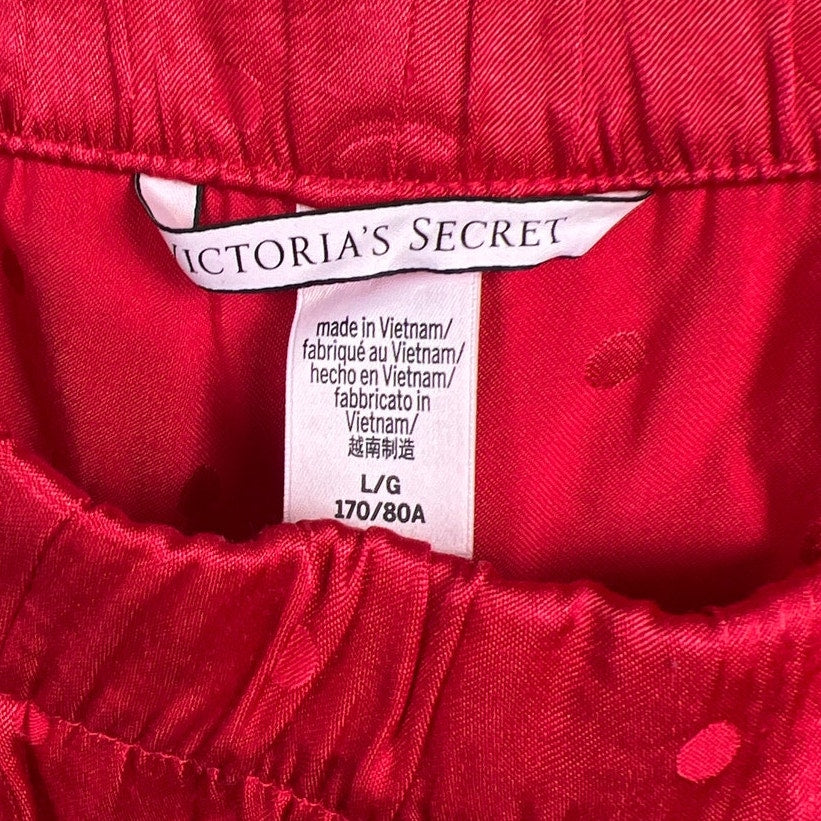 VICTORIA'S SECRET
made in Vietnam/
fabriqué au Vietnam/
hecho en Vietnam/
fabbricato in
Vietnam/
越南制造
L/G
170/80A